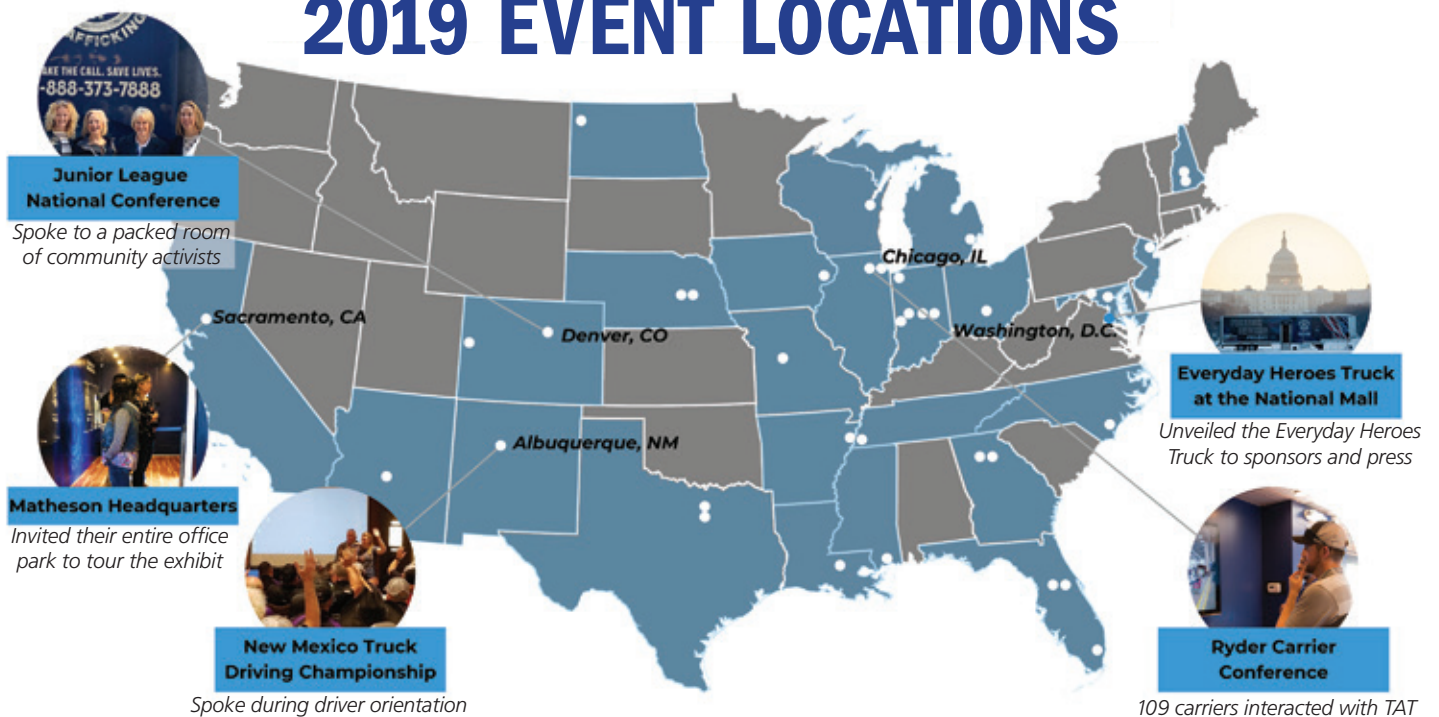 2019 EVENT LOCATIONS
AFFICKING
AKE THE CALL. SAVE LIVES.
-888-373-7888
Junior League
National Conference
Spoke to a packed room
of community activists
Sacramento, CA
Matheson Headquarters
Invited their entire office
park to tour the exhibit
Denver, CO
Albuquerque, NM
New Mexico Truck
Driving Championship
Spoke during driver orientation
Chicago, IL
Washington, D.C.
Everyday Heroes Truck
at the National Mall
Unveiled the Everyday Heroes
Truck to sponsors and press
Ryder Carrier
Conference
109 carriers interacted with TAT